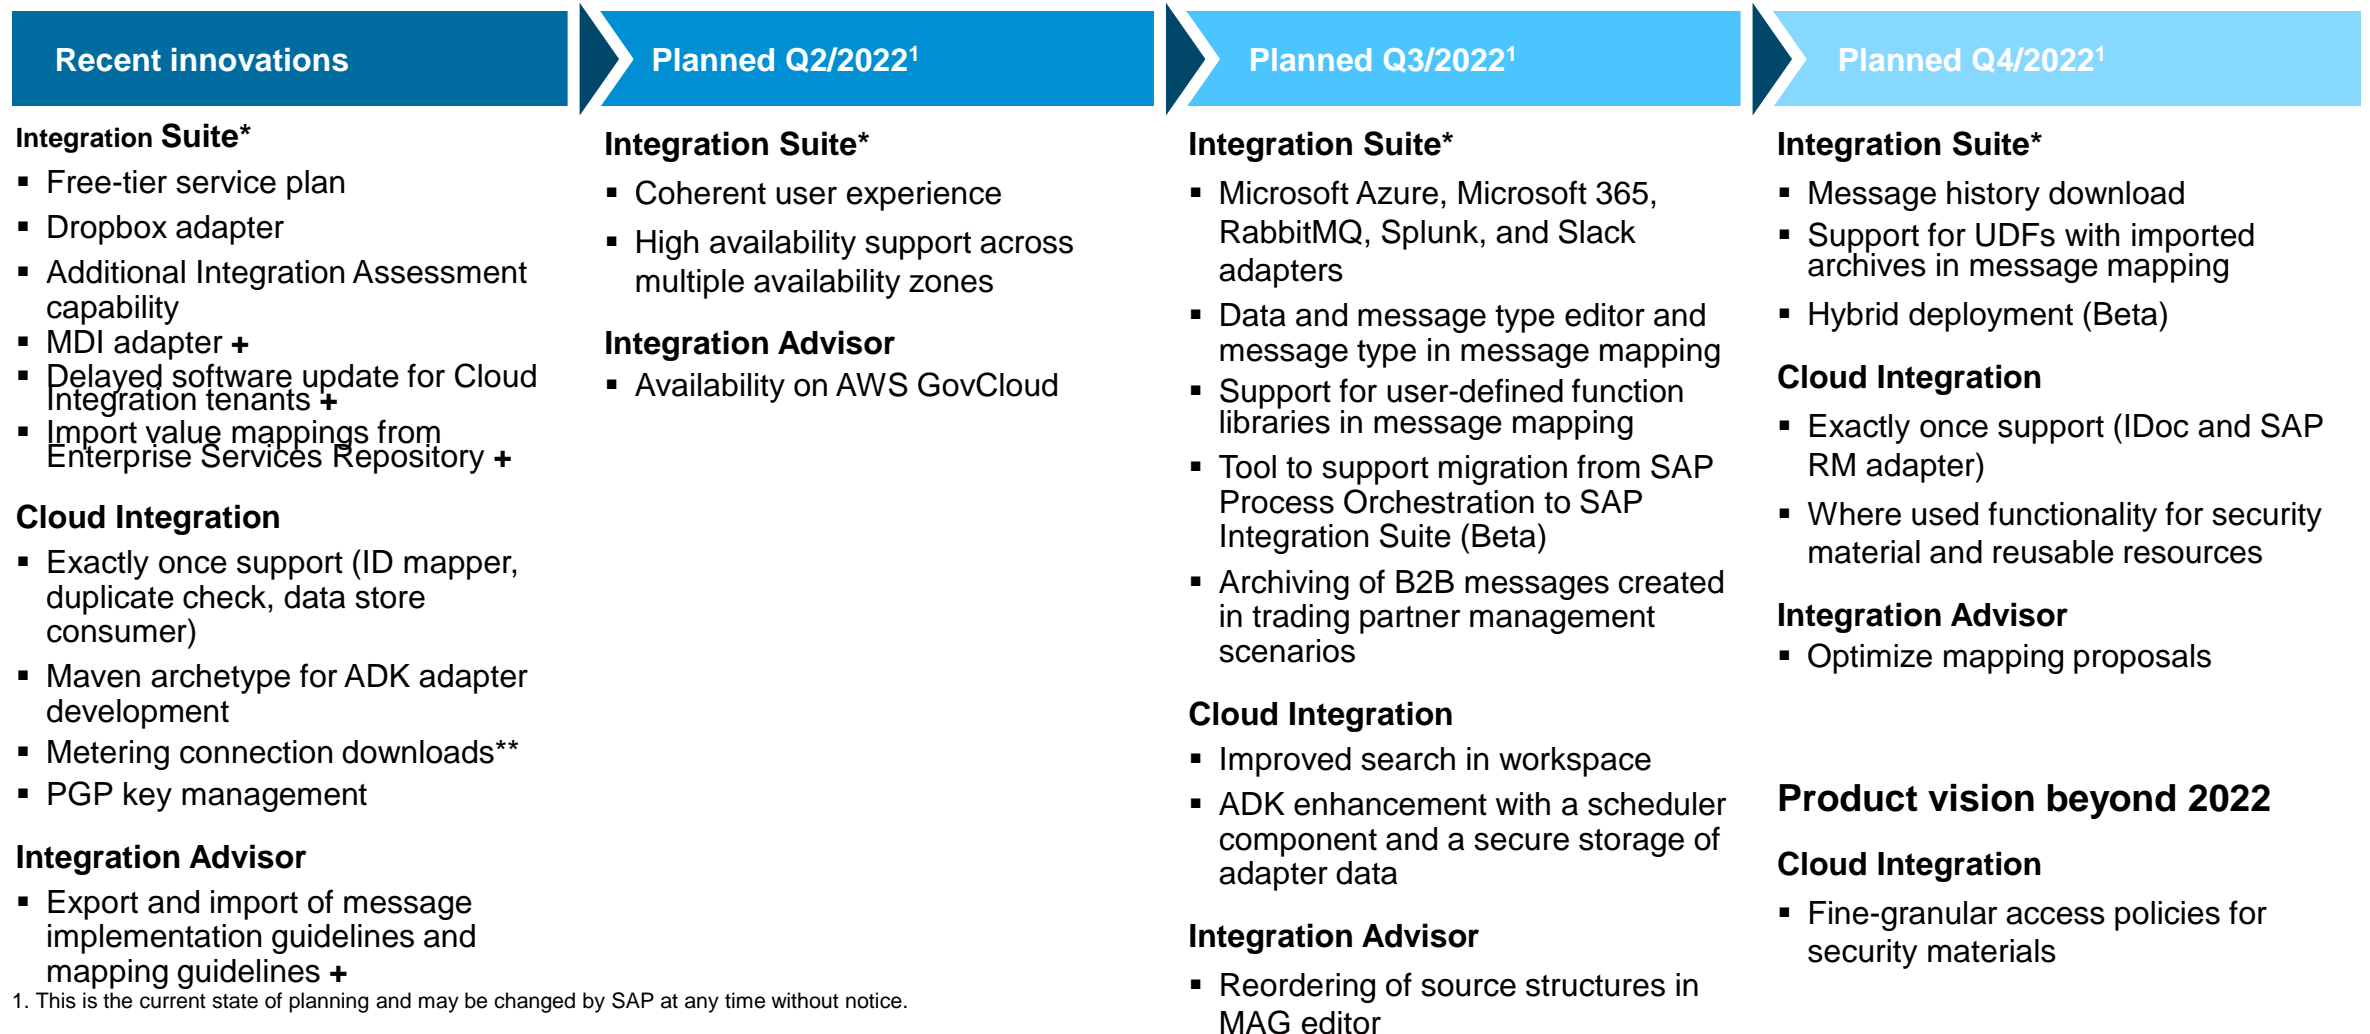 Recent innovations
Integration Suite*
▪ Free-tier service plan
▪ Dropbox adapter
▪ Additional Integration Assessment
capability
▪ MDI adapter +
▪ Delayed software update for Cloud
Integration tenants +
▪ Import value mappings from
Enterprise Services Repository +
Cloud Integration
▪ Exactly once support (ID mapper,
duplicate check, data store
consumer)
▪ Maven archetype for ADK adapter
development
▪ Metering connection downloads**
▪ PGP key management
Integration Advisor
▪ Export and import of message
implementation guidelines and
mapping guidelines +
Planned Q2/2022¹
Integration Suite*
▪ Coherent user experience
▪ High availability support across
multiple availability zones
Integration Advisor
▪ Availability on AWS GovCloud
Planned Q3/2022¹
Integration Suite*
▪ Microsoft Azure, Microsoft 365,
RabbitMQ, Splunk, and Slack
adapters
▪ Data and message type editor and
message type in message mapping
▪ Support for user-defined function
libraries in message mapping
▪ Tool to support migration from SAP
Process Orchestration to SAP
Integration Suite (Beta)
▪ Archiving of B2B messages created
in trading partner management
scenarios
Cloud Integration
▪ Improved search in workspace
▪ ADK enhancement with a scheduler
component and a secure storage of
adapter data
Integration Advisor
▪ Reordering of source structures in
MAG editor
Planned Q4/2022¹
Integration Suite*
▪ Message history download
▪ Support for UDFs with imported
archives in message mapping
▪ Hybrid deployment (Beta)
Cloud Integration
▪ Exactly once support (IDoc and SAP
RM adapter)
▪ Where used functionality for security
material and reusable resources
Integration Advisor
▪ Optimize mapping proposals
Product vision beyond 2022
Cloud Integration
▪ Fine-granular access policies for
security materials
1. This is the current state of planning and may be changed by SAP at any time without notice.